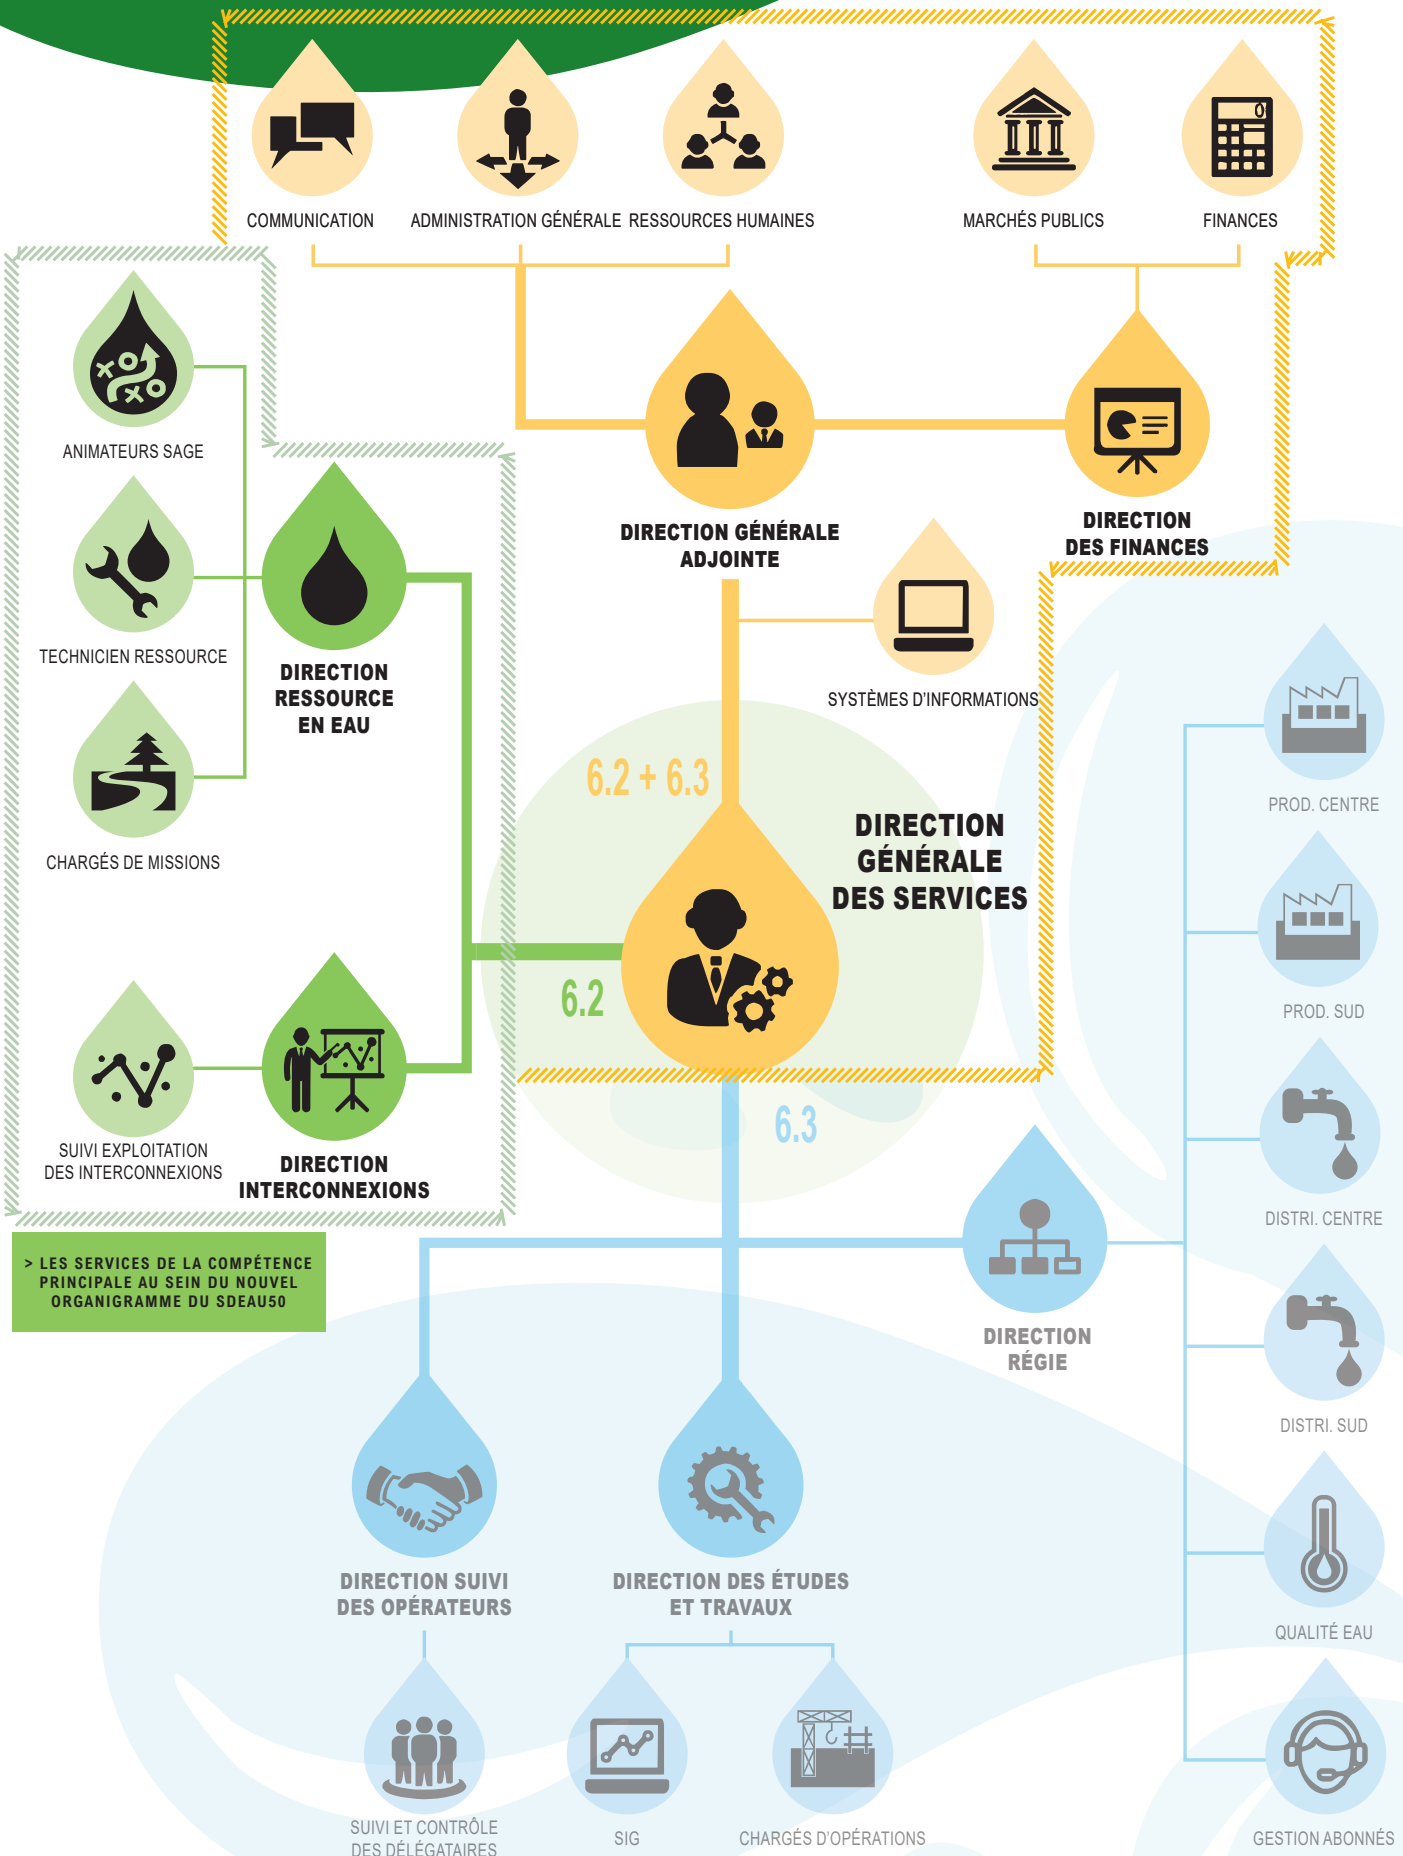 COMMUNICATION
ADMINISTRATION GÉNÉRALE
RESSOURCES HUMAINES
MARCHÉS PUBLICS
FINANCES
ANIMATEURS SAGE
TECHNICIEN RESSOURCE
CHARGÉS DE MISSIONS
DIRECTION
RESSOURCE
EN EAU
DIRECTION GÉNÉRALE
ADJOINTE
DIRECTION
DES FINANCES
SYSTÈMES D'INFORMATIONS
6.2 + 6.3
DIRECTION
GÉNÉRALE
DES SERVICES
6.2
6.3
SUIVI EXPLOITATION
DES INTERCONNEXIONS
DIRECTION
INTERCONNEXIONS
> LES SERVICES DE LA COMPÉTENCE
PRINCIPALE AU SEIN DU NOUVEL
ORGANIGRAMME DU SDEAU50
DIRECTION
RÉGIE
PROD. CENTRE
PROD. SUD
DISTRI. CENTRE
DISTRI. SUD
QUALITÉ EAU
GESTION ABONNÉS
DIRECTION SUIVI
DES OPÉRATEURS
DIRECTION DES ÉTUDES
ET TRAVAUX
SUIVI ET CONTRÔLE
DES DÉLÉGATAIRES
SIG
CHARGÉS D'OPÉRATIONS